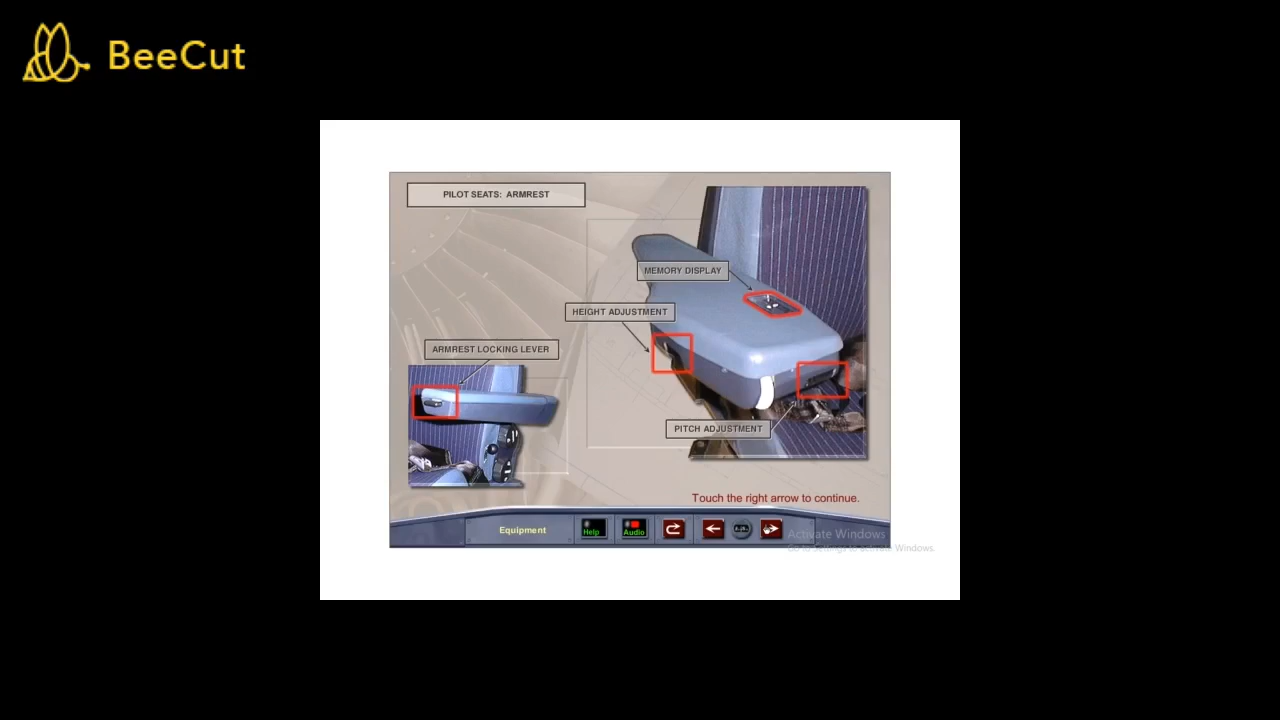 BeeCut
PILOT SEATS: ARMREST
MEMORY DISPLAY
HEIGHT ADJUSTMENT
ARMREST LOCKING LEVER
PITCH ADJUSTMENT
Touch the right arrow to continue.
Equipment
Help
Audio
Activate Windows
Go to Settings to activate Windows.